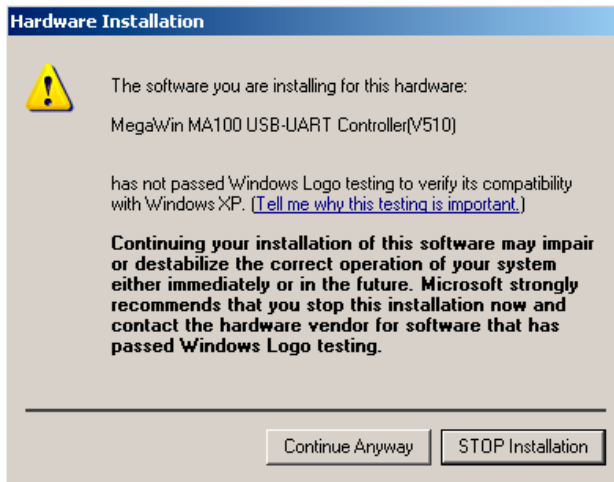 Hardware Installation
The software you are installing for this hardware:
MegaWin MA100 USB-UART Controller(V510)
has not passed Windows Logo testing to verify its compatibility
with Windows XP. (Tell me why this testing is important.)
Continuing your installation of this software may impair
or destabilize the correct operation of your system
either immediately or in the future. Microsoft strongly
recommends that you stop this installation now and
contact the hardware vendor for software that has
passed Windows Logo testing.
Continue Anyway
STOP Installation